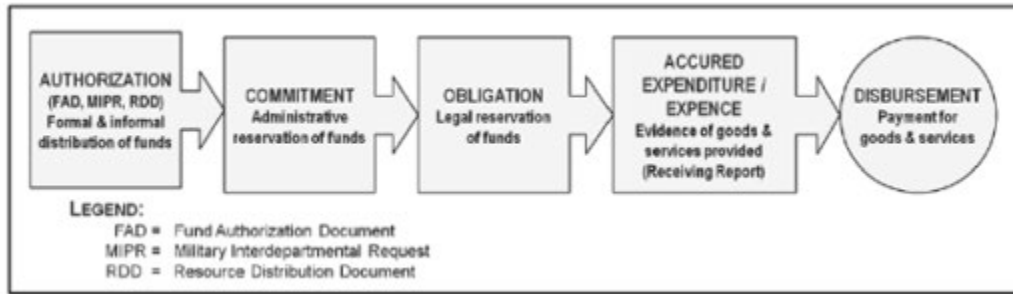 AUTHORIZATION
(FAD, MIPR, RDD)
Formal & informal
distribution of funds
COMMITMENT
Administrative
reservation of funds
OBLIGATION
Legal reservation
of funds
ACCURED
EXPENDITURE /
EXPENCE
Evidence of goods &
services provided
(Receiving Report)
DISBURSEMENT
Payment for
goods & services
LEGEND:
FAD = Fund Authorization Document
MIPR = Military Interdepartmental Request
RDD = Resource Distribution Document